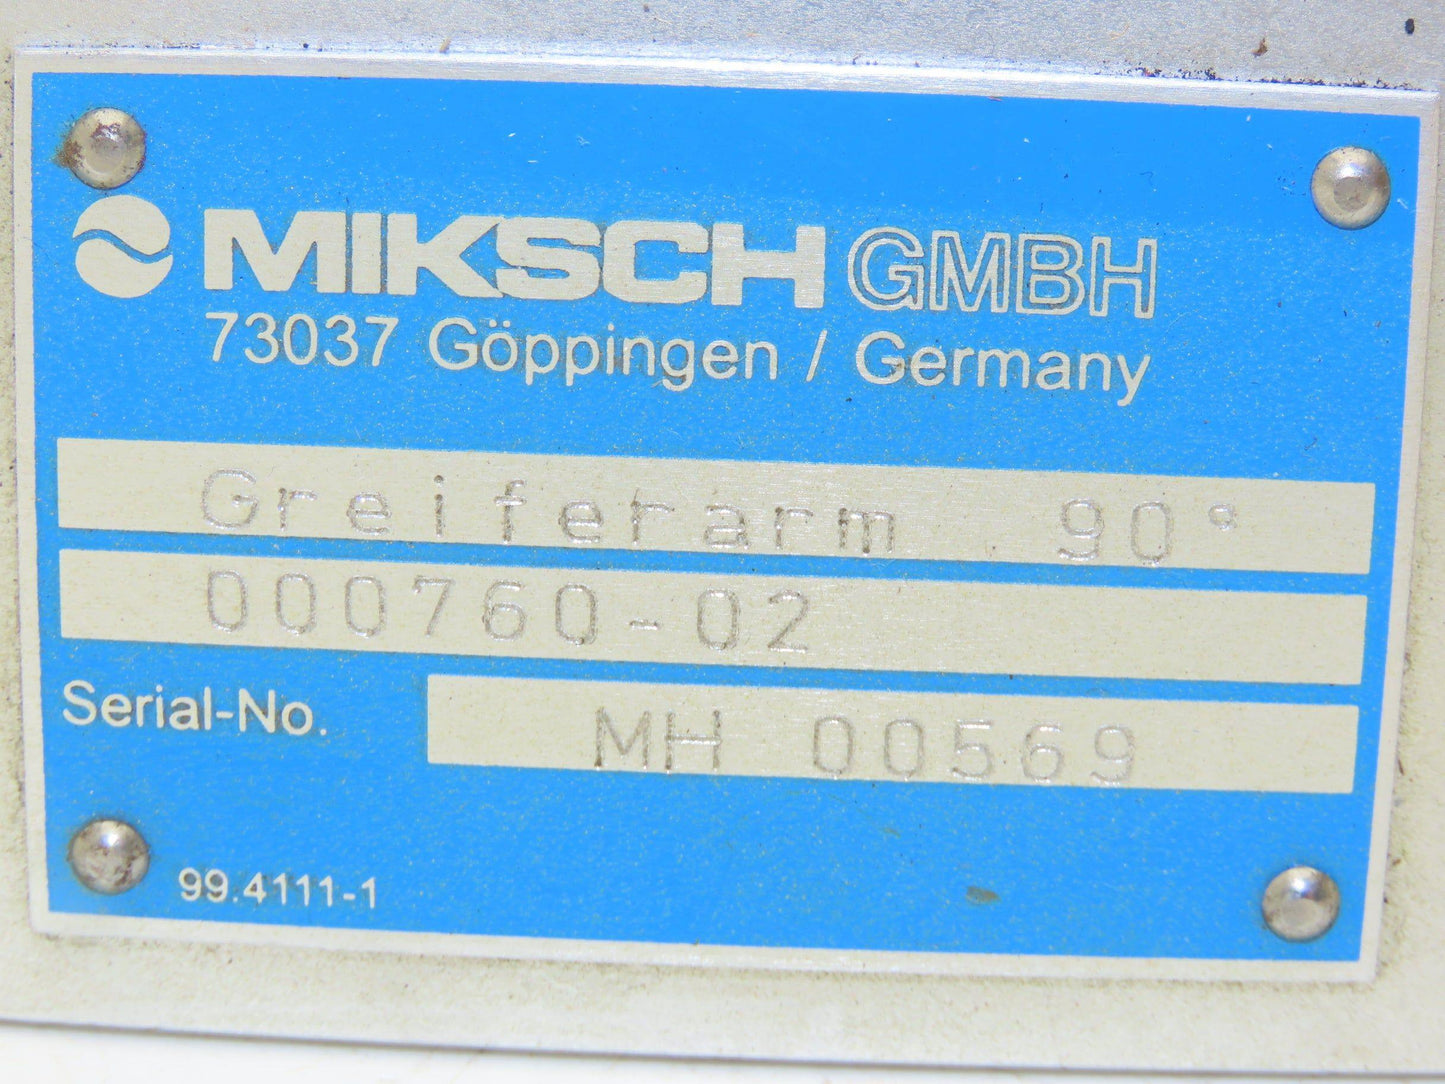 MIKSCH GMBH
73037 Göppingen / Germany
Greiferarm 90°
000760-02
Serial-No. MH 00569
99.4111-1